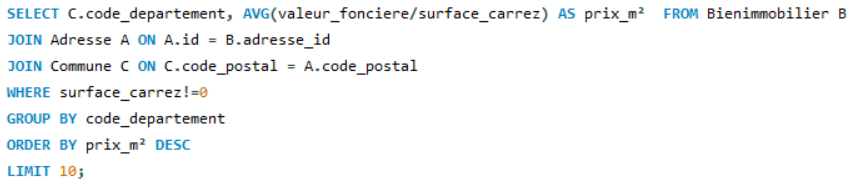 SELECT C.code_departement, AVG(valeur_fonciere/surface_carrez) AS prix_m²  FROM Bienimmobilier B
JOIN Adresse A ON A.id = B.adresse_id
JOIN Commune C ON C.code_postal = A.code_postal
WHERE surface_carrez!=0
GROUP BY code_departement
ORDER BY prix_m² DESC
LIMIT 10;